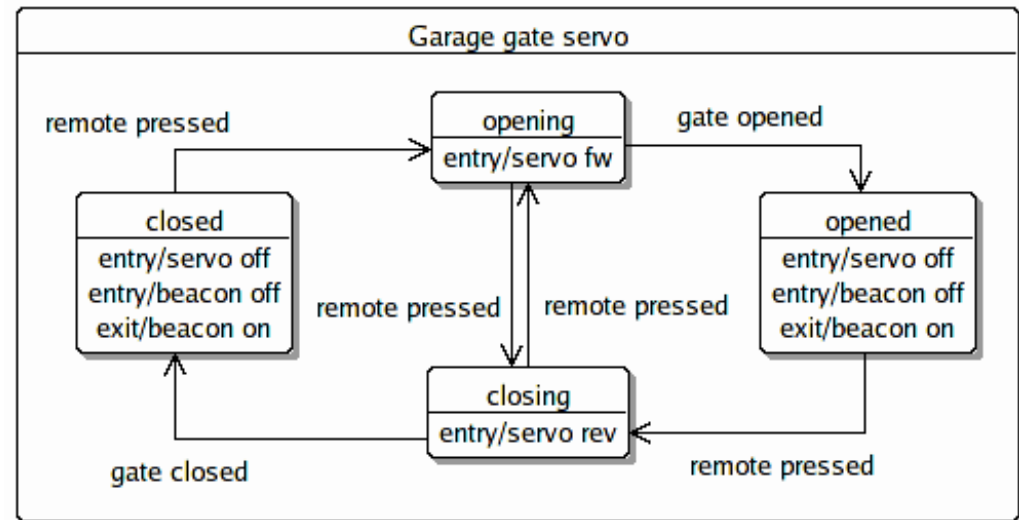 Garage gate servo
remote pressed
opening
entry/servo fw
gate opened
closed
entry/servo off
entry/beacon off
exit/beacon on
opened
entry/servo off
entry/beacon off
exit/beacon on
remote pressed
remote pressed
closing
entry/servo rev
gate closed
remote pressed